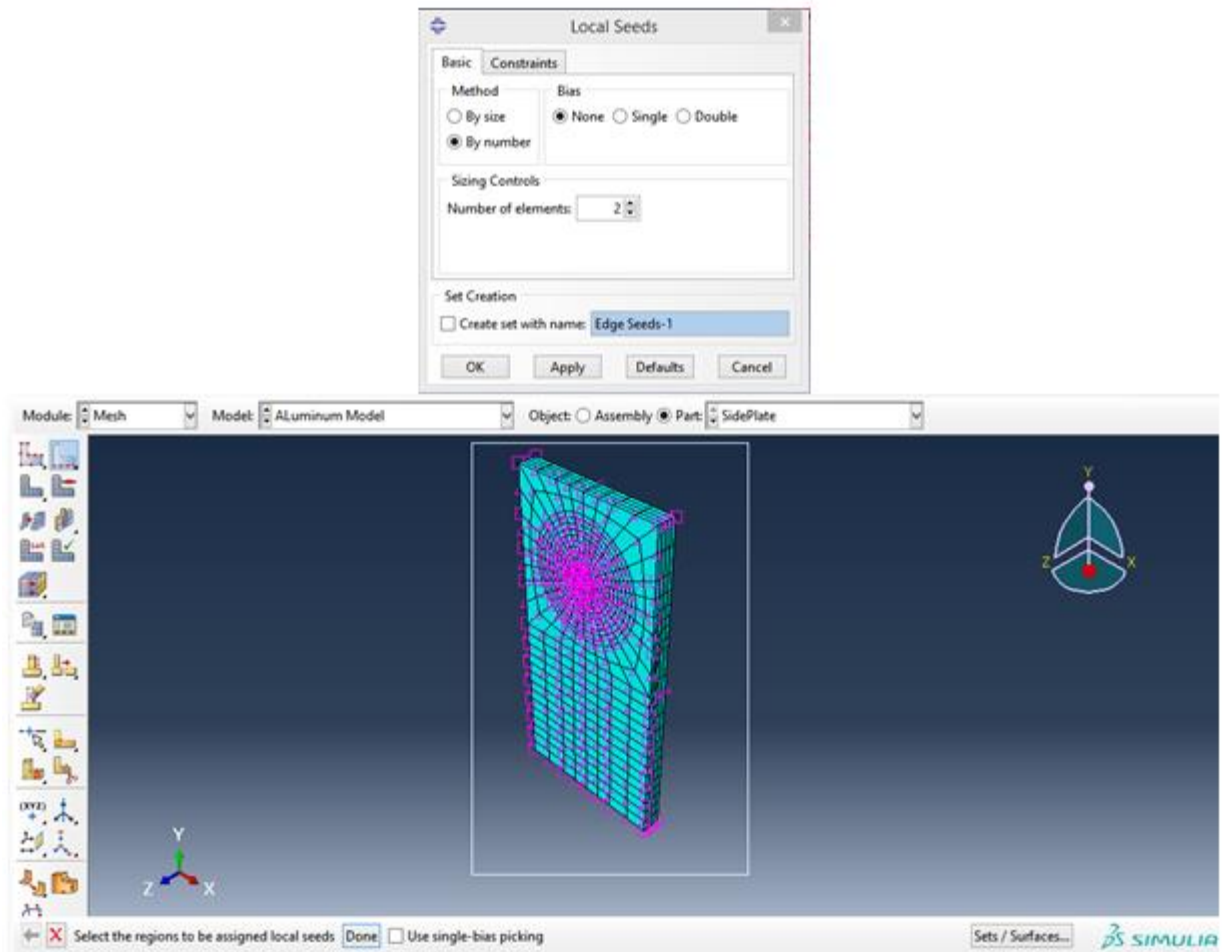 Local Seeds
Basic Constraints
Method Bias
By size None Single Double
By number
Sizing Controls
Number of elements: 2
Set Creation
Create set with name: Edge Seeds-1
OK Apply Defaults Cancel
Module: Mesh Model: ALuminum Model Object: Assembly Part: SidePlate
Y
Z X
(XYZ)
Y
Z X
Select the regions to be assigned local seeds Done Use single-bias picking Sets / Surfaces... SIMULIA